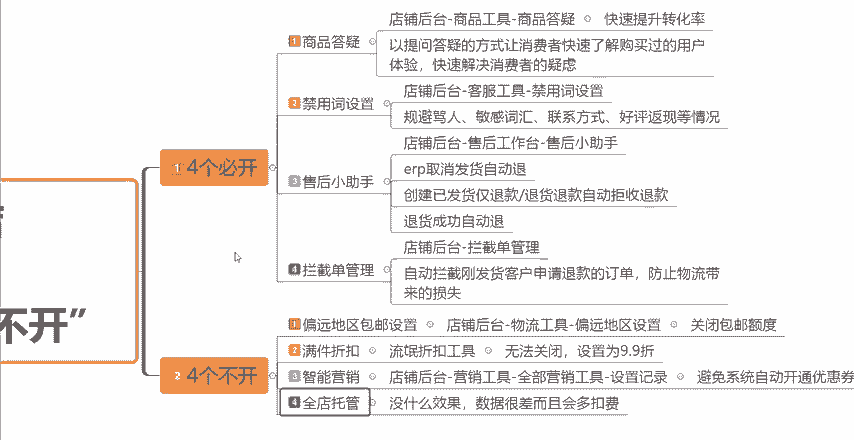 不开”
1 4个必开
1 商品答疑
店铺后台-商品工具-商品答疑
快速提升转化率
以提问答疑的方式让消费者快速了解购买过的用户
体验，快速解决消费者的疑虑
2 禁用词设置
店铺后台-客服工具-禁用词设置
规避骂人、敏感词汇、联系方式、好评返现等情况
3 售后小助手
店铺后台-售后工作台-售后小助手
erp取消发货自动退
创建已发货仅退款/退货退款自动拒收退款
退货成功自动退
4 拦截单管理
店铺后台-拦截单管理
自动拦截刚发货客户申请退款的订单，防止物流带
来的损失
2 4个不开
1 偏远地区包邮设置
店铺后台-物流工具-偏远地区设置
关闭包邮额度
2 满件折扣
流氓折扣工具
无法关闭，设置为9.9折
3 智能营销
店铺后台-营销工具-全部营销工具-设置记录
避免系统自动开通优惠券
4 全店托管
没什么效果，数据很差而且会多扣费